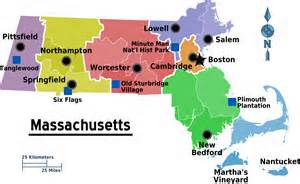 Lowell
Salem
Pittsfield
Minute Man
Nat'l Hist Park
Northampton
Boston
Worcester
Cambridge
Tanglewood
Springfield
Old Sturbridge
Village
Six Flags
Plimouth
Plantation
Massachusetts
New
Bedford
25 Kilometers
25 Miles
Martha's
Vineyard
Nantucket